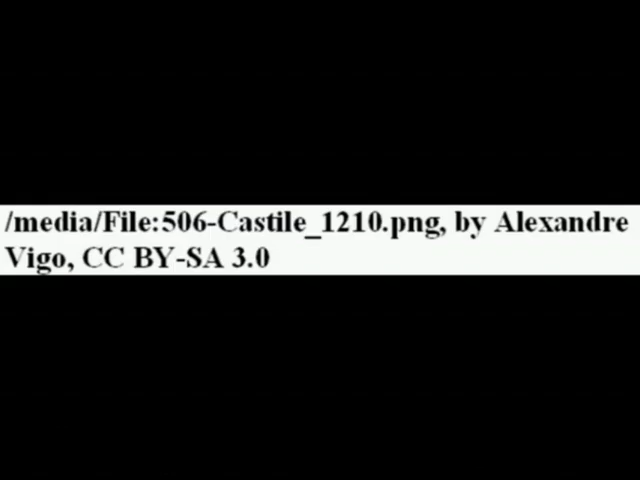 /media/File:506-Castile_1210.png, by Alexandre
Vigo, CC BY-SA 3.0